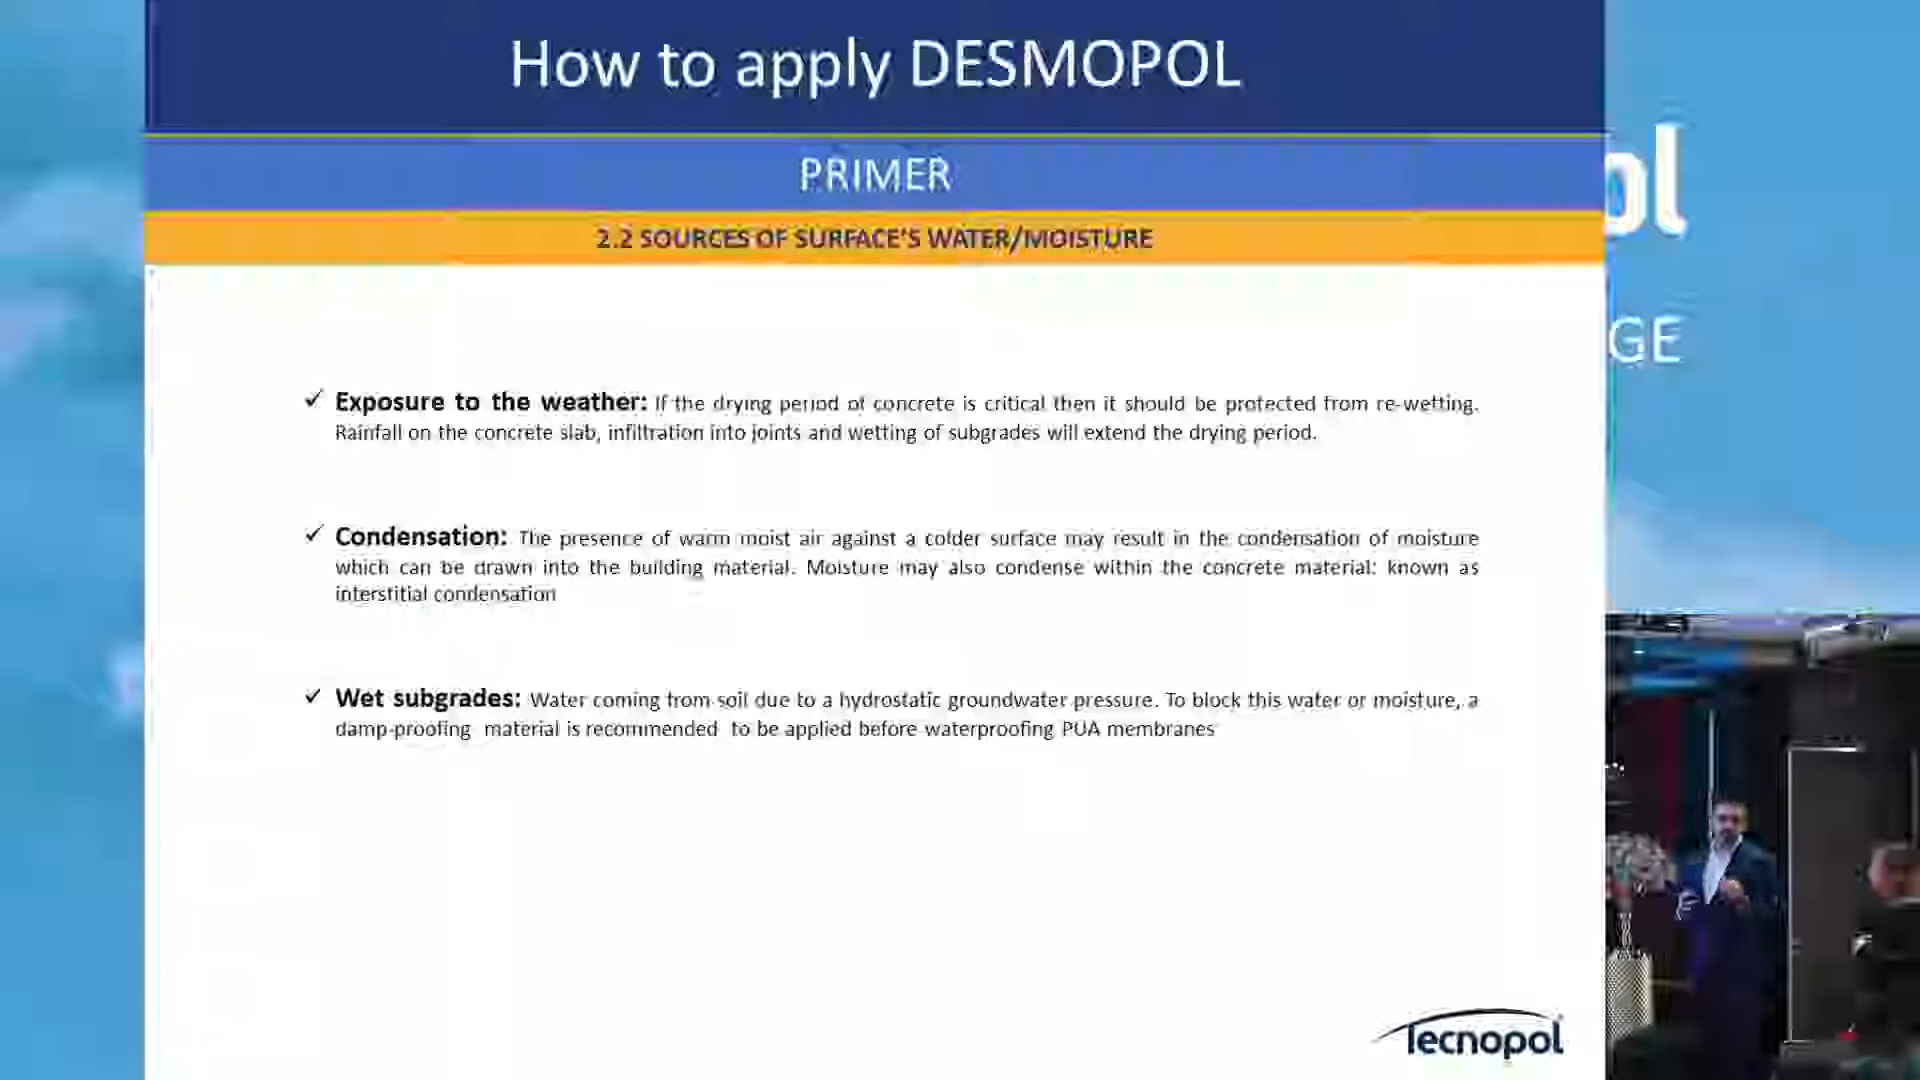 How to apply DESMOPOL
PRIMER
2.2 SOURCES OF SURFACE'S WATER/MOISTURE
ol
GE
✓ Exposure to the weather: If the drying period of concrete is critical then it should be protected from re-wetting.
Rainfall on the concrete slab, infiltration into joints and wetting of subgrades will extend the drying period.
✓ Condensation: The presence of warm moist air against a colder surface may result in the condensation of moisture
which can be drawn into the building material. Moisture may also condense within the concrete material: known as
interstitial condensation
✓ Wet subgrades: Water coming from soil due to a hydrostatic groundwater pressure. To block this water or moisture, a
damp-proofing material is recommended to be applied before waterproofing PUA membranes
Tecnopol